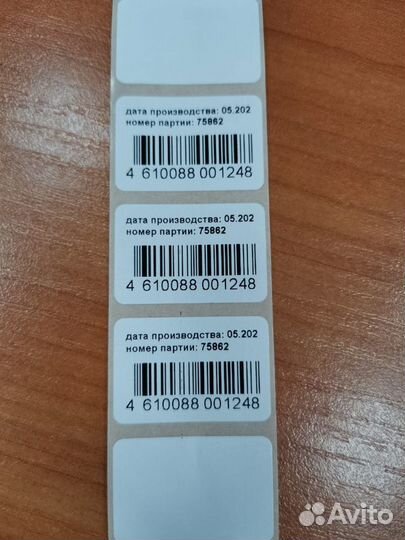 дата производства: 05.202
номер партии: 75862
4 610088 001248
дата производства: 05.202
номер партии: 75862
4 610088 001248
дата производства: 05.202
номер партии: 75862
4 610088 001248
Avito